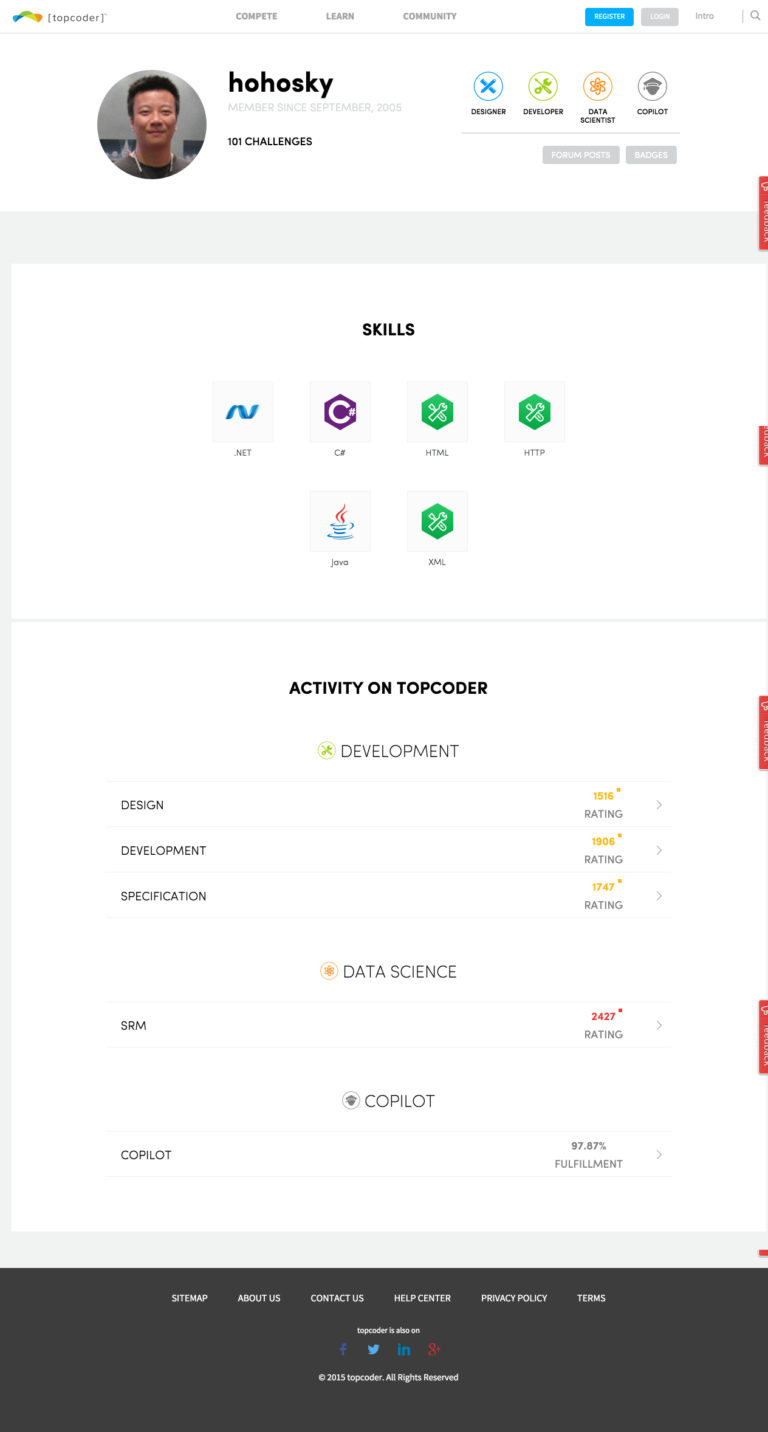 [topcoder]™
COMPETE
LEARN
COMMUNITY
REGISTER
LOGIN
Intro
hohosky
MEMBER SINCE SEPTEMBER, 2005
101 CHALLENGES
DESIGNER
DEVELOPER
DATA
SCIENTIST
COPILOT
FORUM POSTS
BADGES
feedback
SKILLS
.NET
C#
HTML
HTTP
Java
XML
ACTIVITY ON TOPCODER
DEVELOPMENT
DESIGN
1516
RATING
DEVELOPMENT
1906
RATING
SPECIFICATION
1747
RATING
feedback
DATA SCIENCE
SRM
2427
RATING
feedback
COPILOT
COPILOT
97.87%
FULFILLMENT
SITEMAP
ABOUT US
CONTACT US
HELP CENTER
PRIVACY POLICY
TERMS
topcoder is also on
© 2015 topcoder. All Rights Reserved